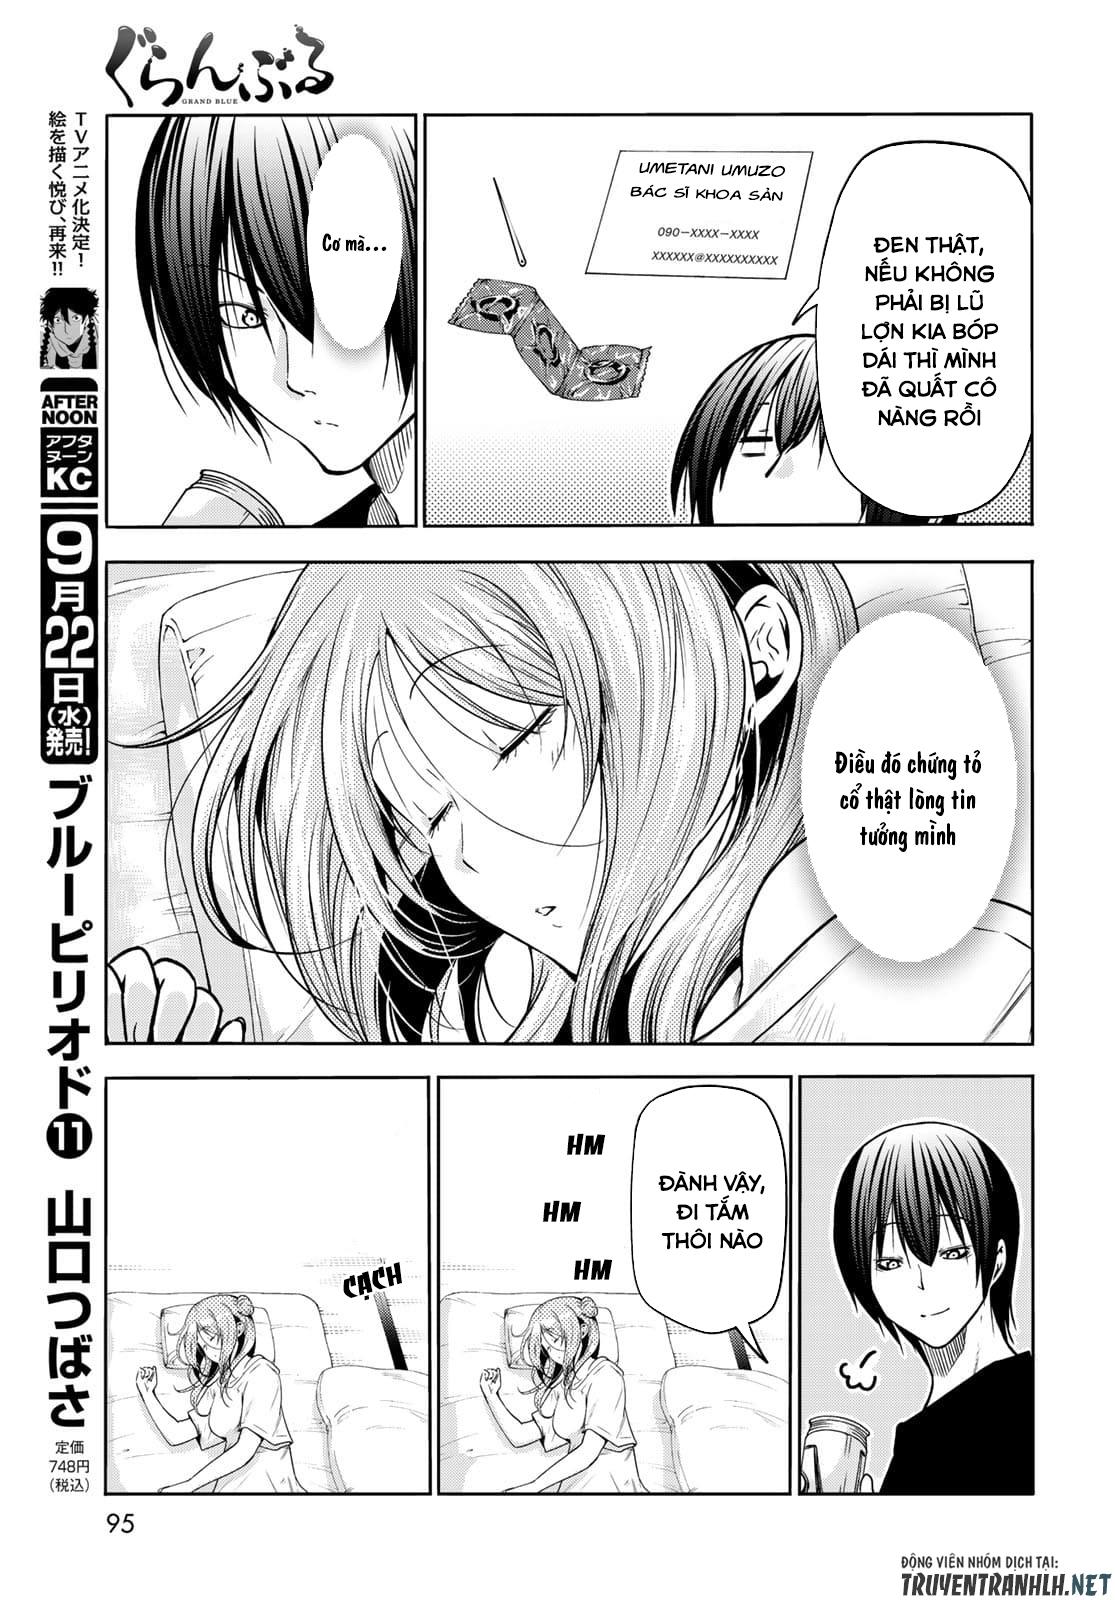 ぐらんぶる
GRAND BLUE
TVアニメ化決定！
絵を描く悦び、再来!!
AFTER
NOON
アフタ
ヌーン
KC
9月22日(水)発売!
ブルーピリオド⓫ 山口つばさ
定価
748円
(税込)
UMETANI UMUZO
BÁC SĨ KHOA SẢN
090-XXXX-XXXX
XXXXXX@XXXXXXXXXX
ĐEN THẬT,
NẾU KHÔNG
PHẢI BỊ LŨ
LỢN KIA BÓP
DÁI THÌ MÌNH
ĐÃ QUẤT CÔ
NÀNG RỒI
Cơ mà...
Điều đó chứng tỏ
cổ thật lòng tin
tưởng mình
ĐÀNH VẬY,
ĐI TẮM
THÔI NÀO
HM
HM
HM
CẠCH
95
ĐỘNG VIÊN NHÓM DỊCH TẠI:
TRUYENTRANHLH.NET